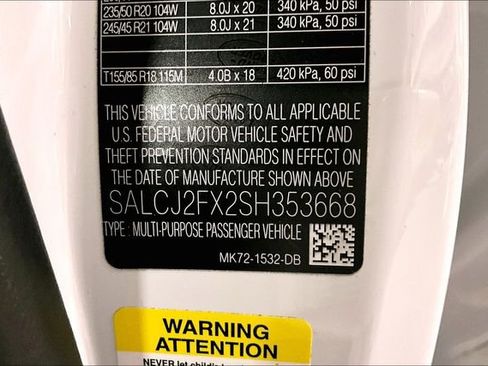 235/50 R20 104W 8.0J x 20 340 kPa, 50 psi
245/45 R21 104W 8.0J x 21 340 kPa, 50 psi
T155/85 R18 115M 4.0B x 18 420 kPa, 60 psi
THIS VEHICLE CONFORMS TO ALL APPLICABLE
U.S. FEDERAL MOTOR VEHICLE SAFETY AND
THEFT PREVENTION STANDARDS IN EFFECT ON
THE DATE OF MANUFACTURE SHOWN ABOVE
SALCJ2FX2SH353668
TYPE : MULTI-PURPOSE PASSENGER VEHICLE
MK72-1532-DB
WARNING
ATTENTION
NEVER let